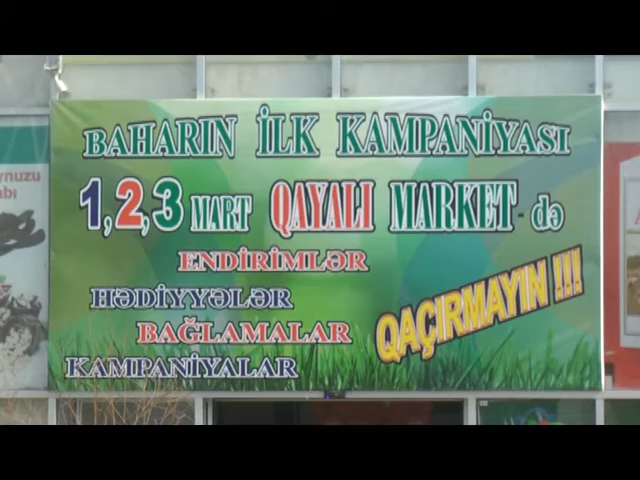 BAHARIN İLK KAMPANİYASI
1,2,3 MART QAYALI MARKET-də
ENDİRİMLƏR
HƏDİYYƏLƏR
BAĞLAMALAR
KAMPANİYALAR
QAÇIRMAYIN !!!